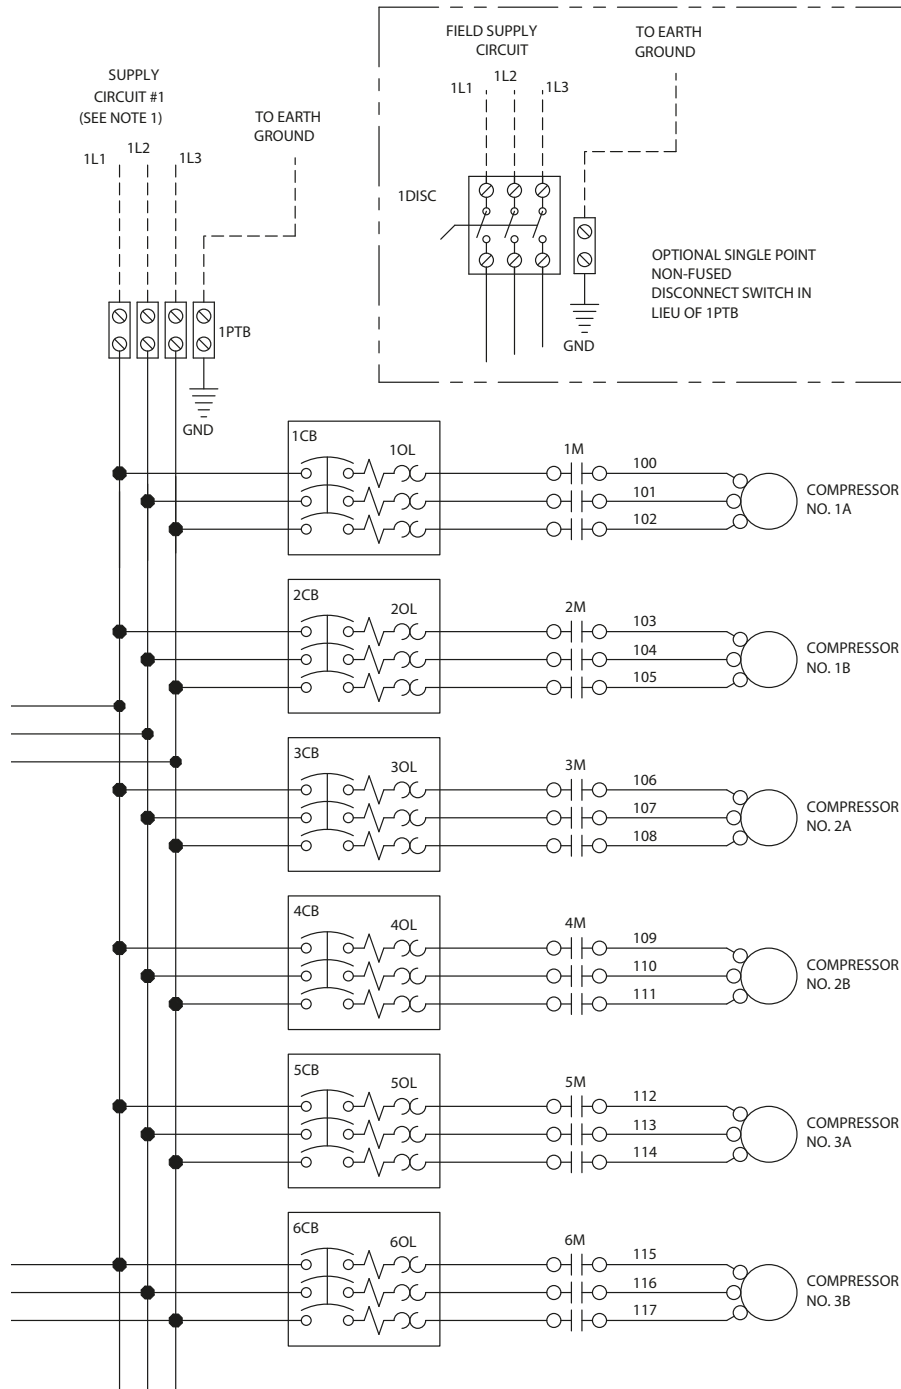 FIELD SUPPLY
CIRCUIT
1L1
1L2
1L3
TO EARTH
GROUND
1DISC
OPTIONAL SINGLE POINT
NON-FUSED
DISCONNECT SWITCH IN
LIEU OF 1PTB
GND
SUPPLY
CIRCUIT #1
(SEE NOTE 1)
1L1
1L2
1L3
TO EARTH
GROUND
1PTB
GND
1CB
1OL
1M
100
101
102
COMPRESSOR
NO. 1A
2CB
2OL
2M
103
104
105
COMPRESSOR
NO. 1B
3CB
3OL
3M
106
107
108
COMPRESSOR
NO. 2A
4CB
4OL
4M
109
110
111
COMPRESSOR
NO. 2B
5CB
5OL
5M
112
113
114
COMPRESSOR
NO. 3A
6CB
6OL
6M
115
116
117
COMPRESSOR
NO. 3B